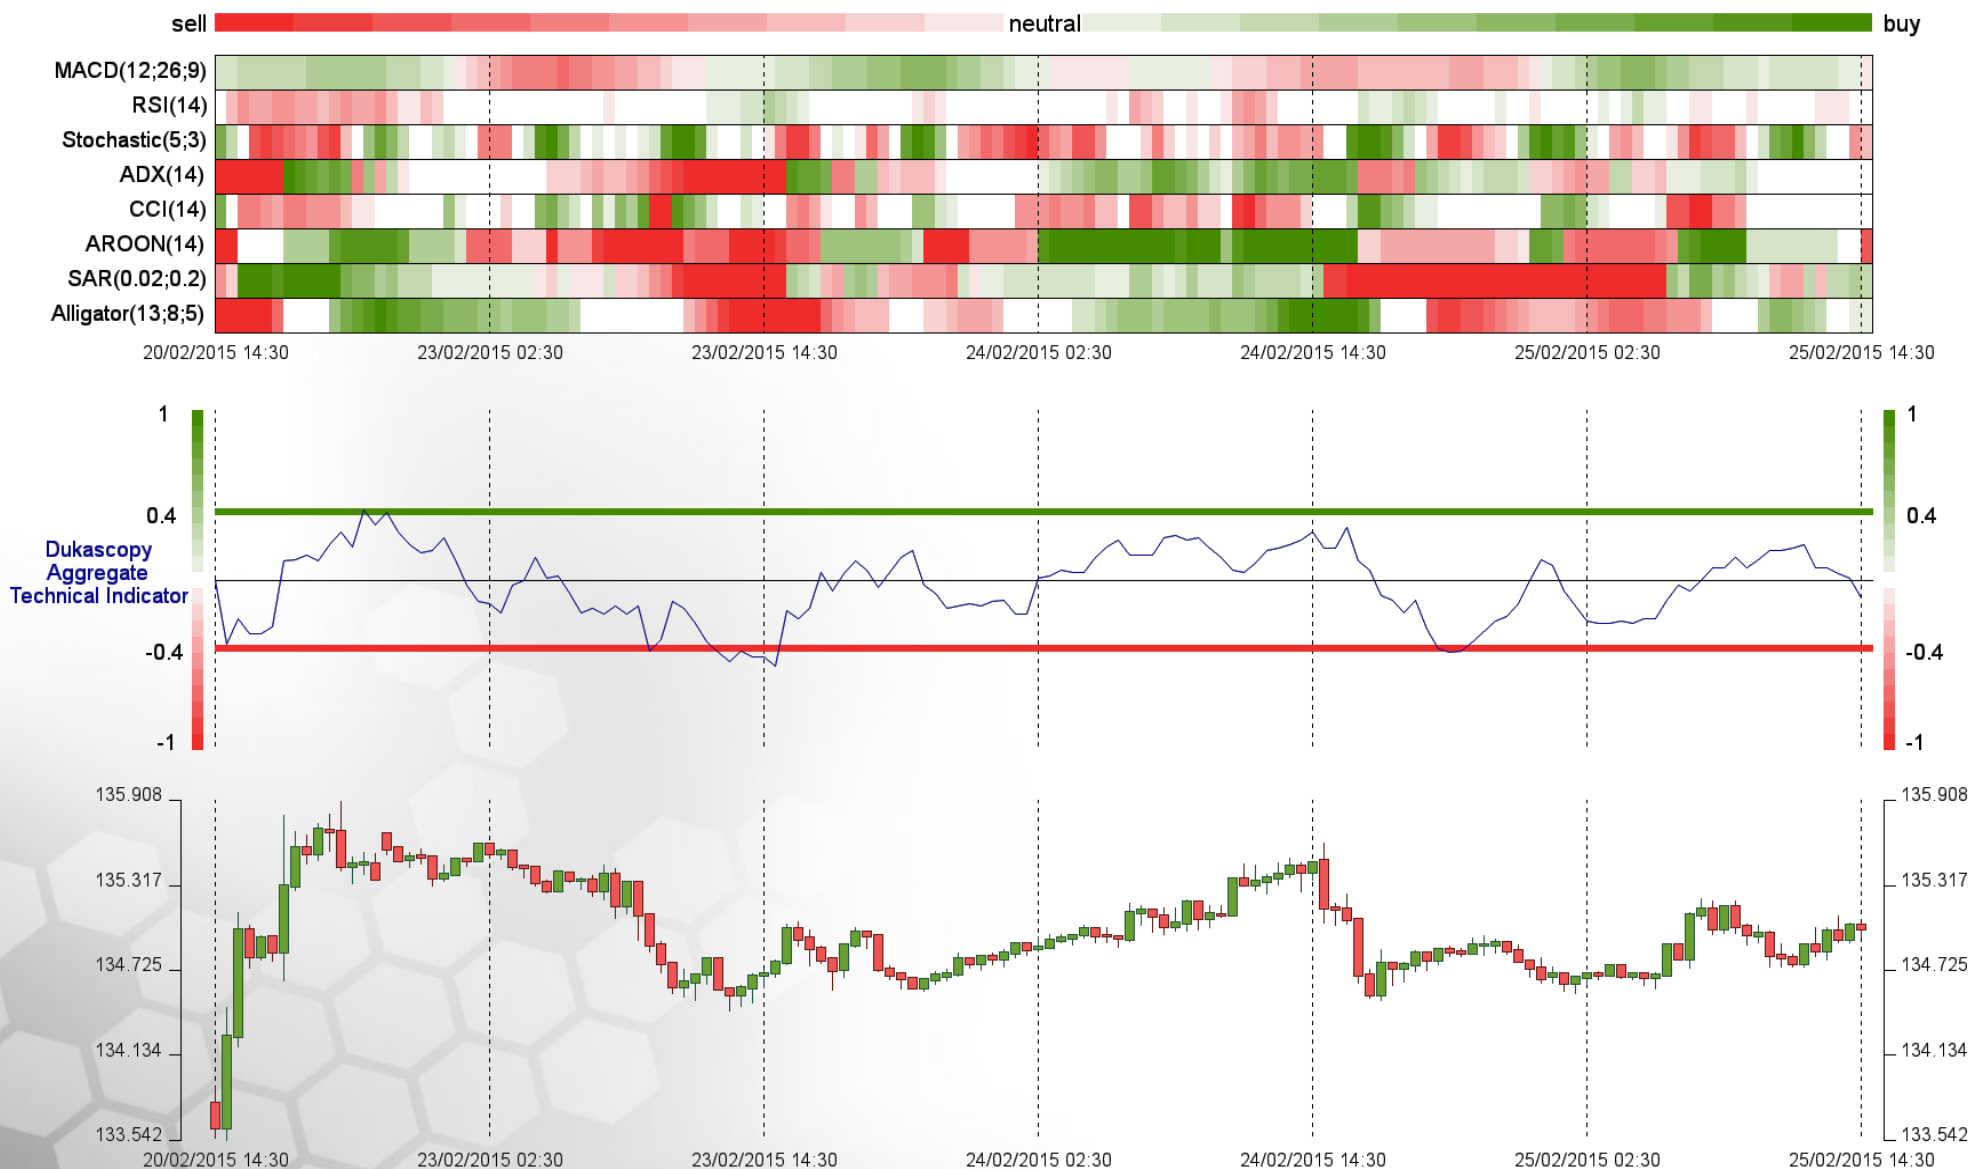 sell neutral buy
MACD(12;26;9)
RSI(14)
Stochastic(5;3)
ADX(14)
CCI(14)
AROON(14)
SAR(0.02;0.2)
Alligator(13;8;5)
20/02/2015 14:30 23/02/2015 02:30 23/02/2015 14:30 24/02/2015 02:30 24/02/2015 14:30 25/02/2015 02:30 25/02/2015 14:30
1 1
0.4 0.4
Dukascopy
Aggregate
Technical Indicator
-0.4 -0.4
-1 -1
135.908 135.908
135.317 135.317
134.725 134.725
134.134 134.134
133.542 133.542
20/02/2015 14:30 23/02/2015 02:30 23/02/2015 14:30 24/02/2015 02:30 24/02/2015 14:30 25/02/2015 02:30 25/02/2015 14:30